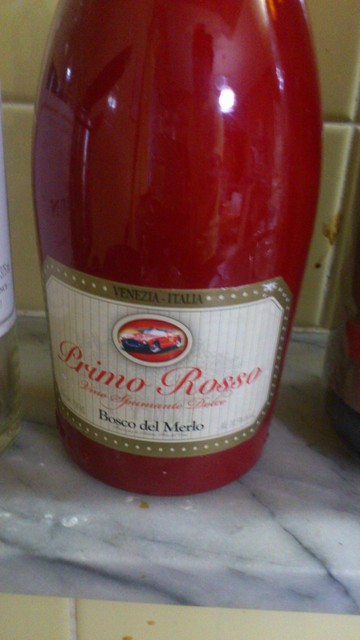 VENEZIA - ITALIA
Primo Rosso
Vino Spumante Dolce
Bosco del Merlo